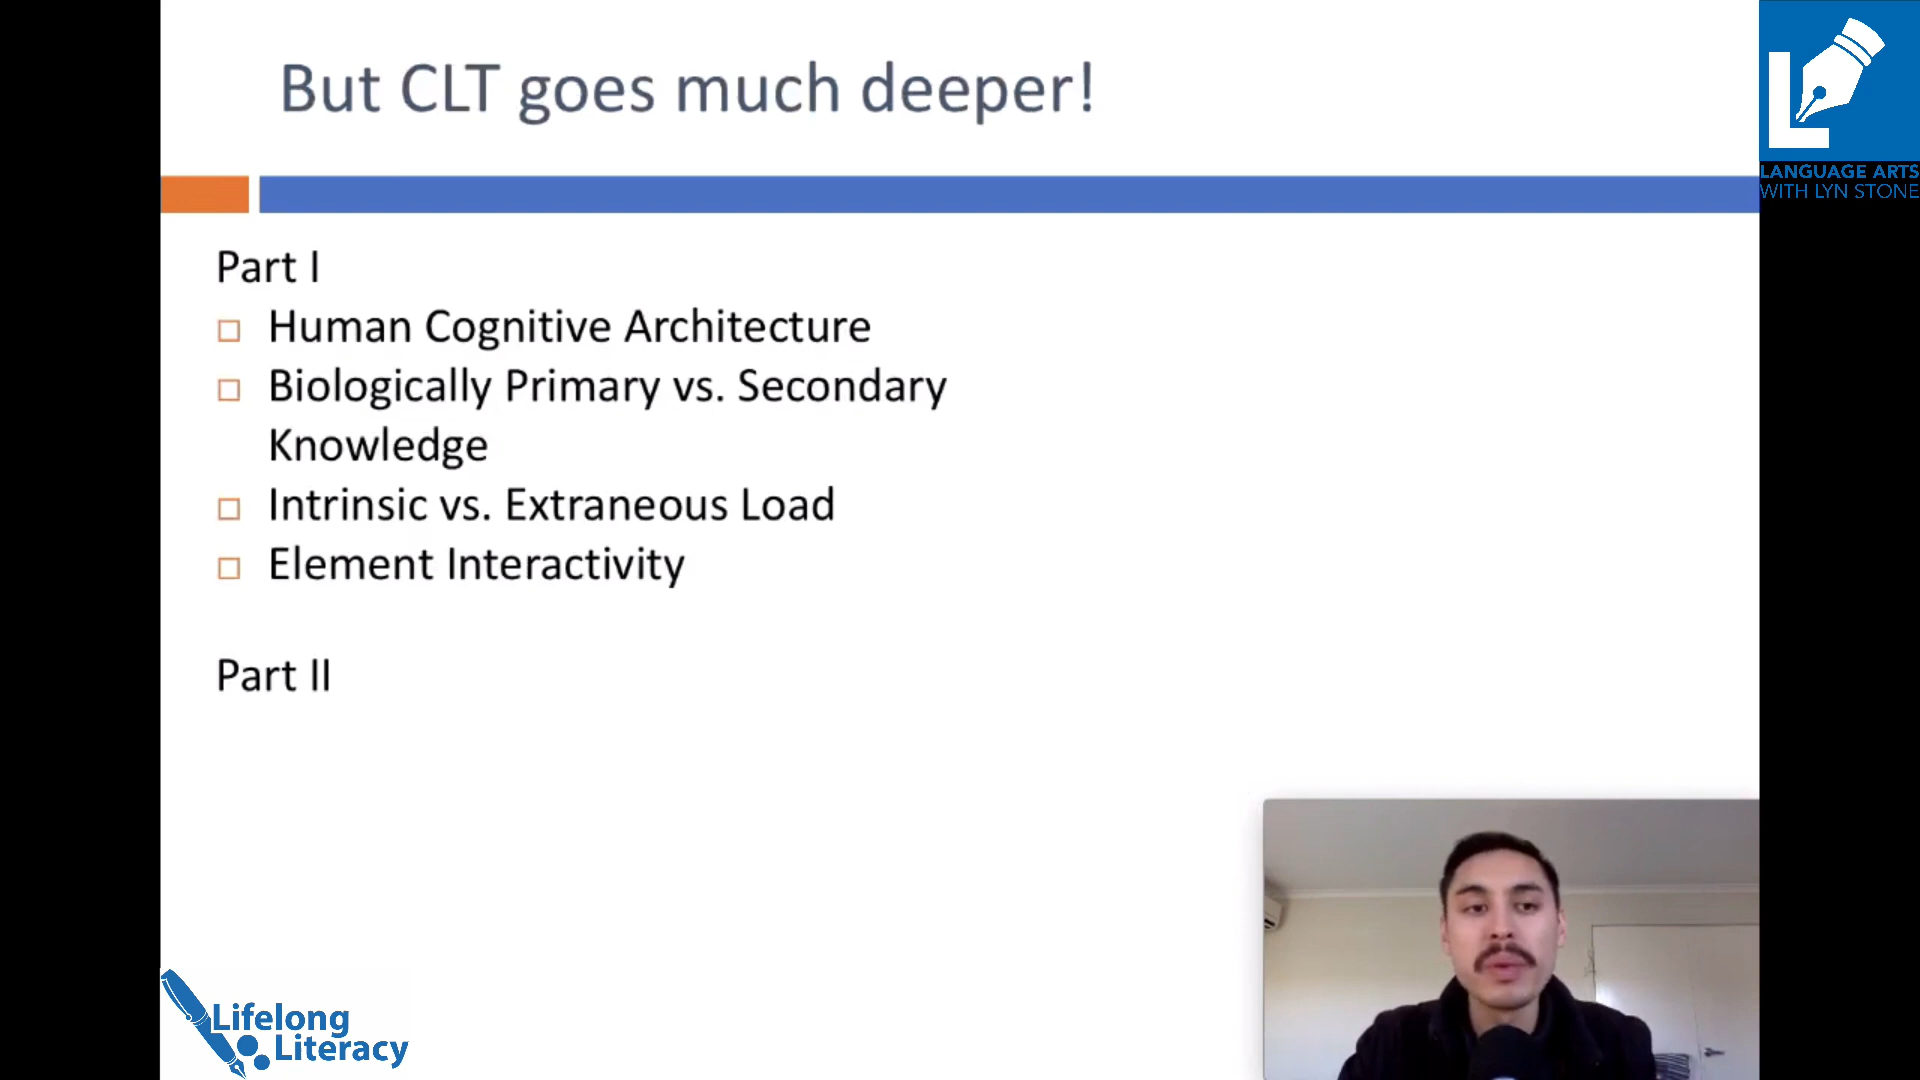 But CLT goes much deeper!
LANGUAGE ARTS
WITH LYN STONE
Part I
Human Cognitive Architecture
Biologically Primary vs. Secondary
Knowledge
Intrinsic vs. Extraneous Load
Element Interactivity
Part II
Lifelong
Literacy